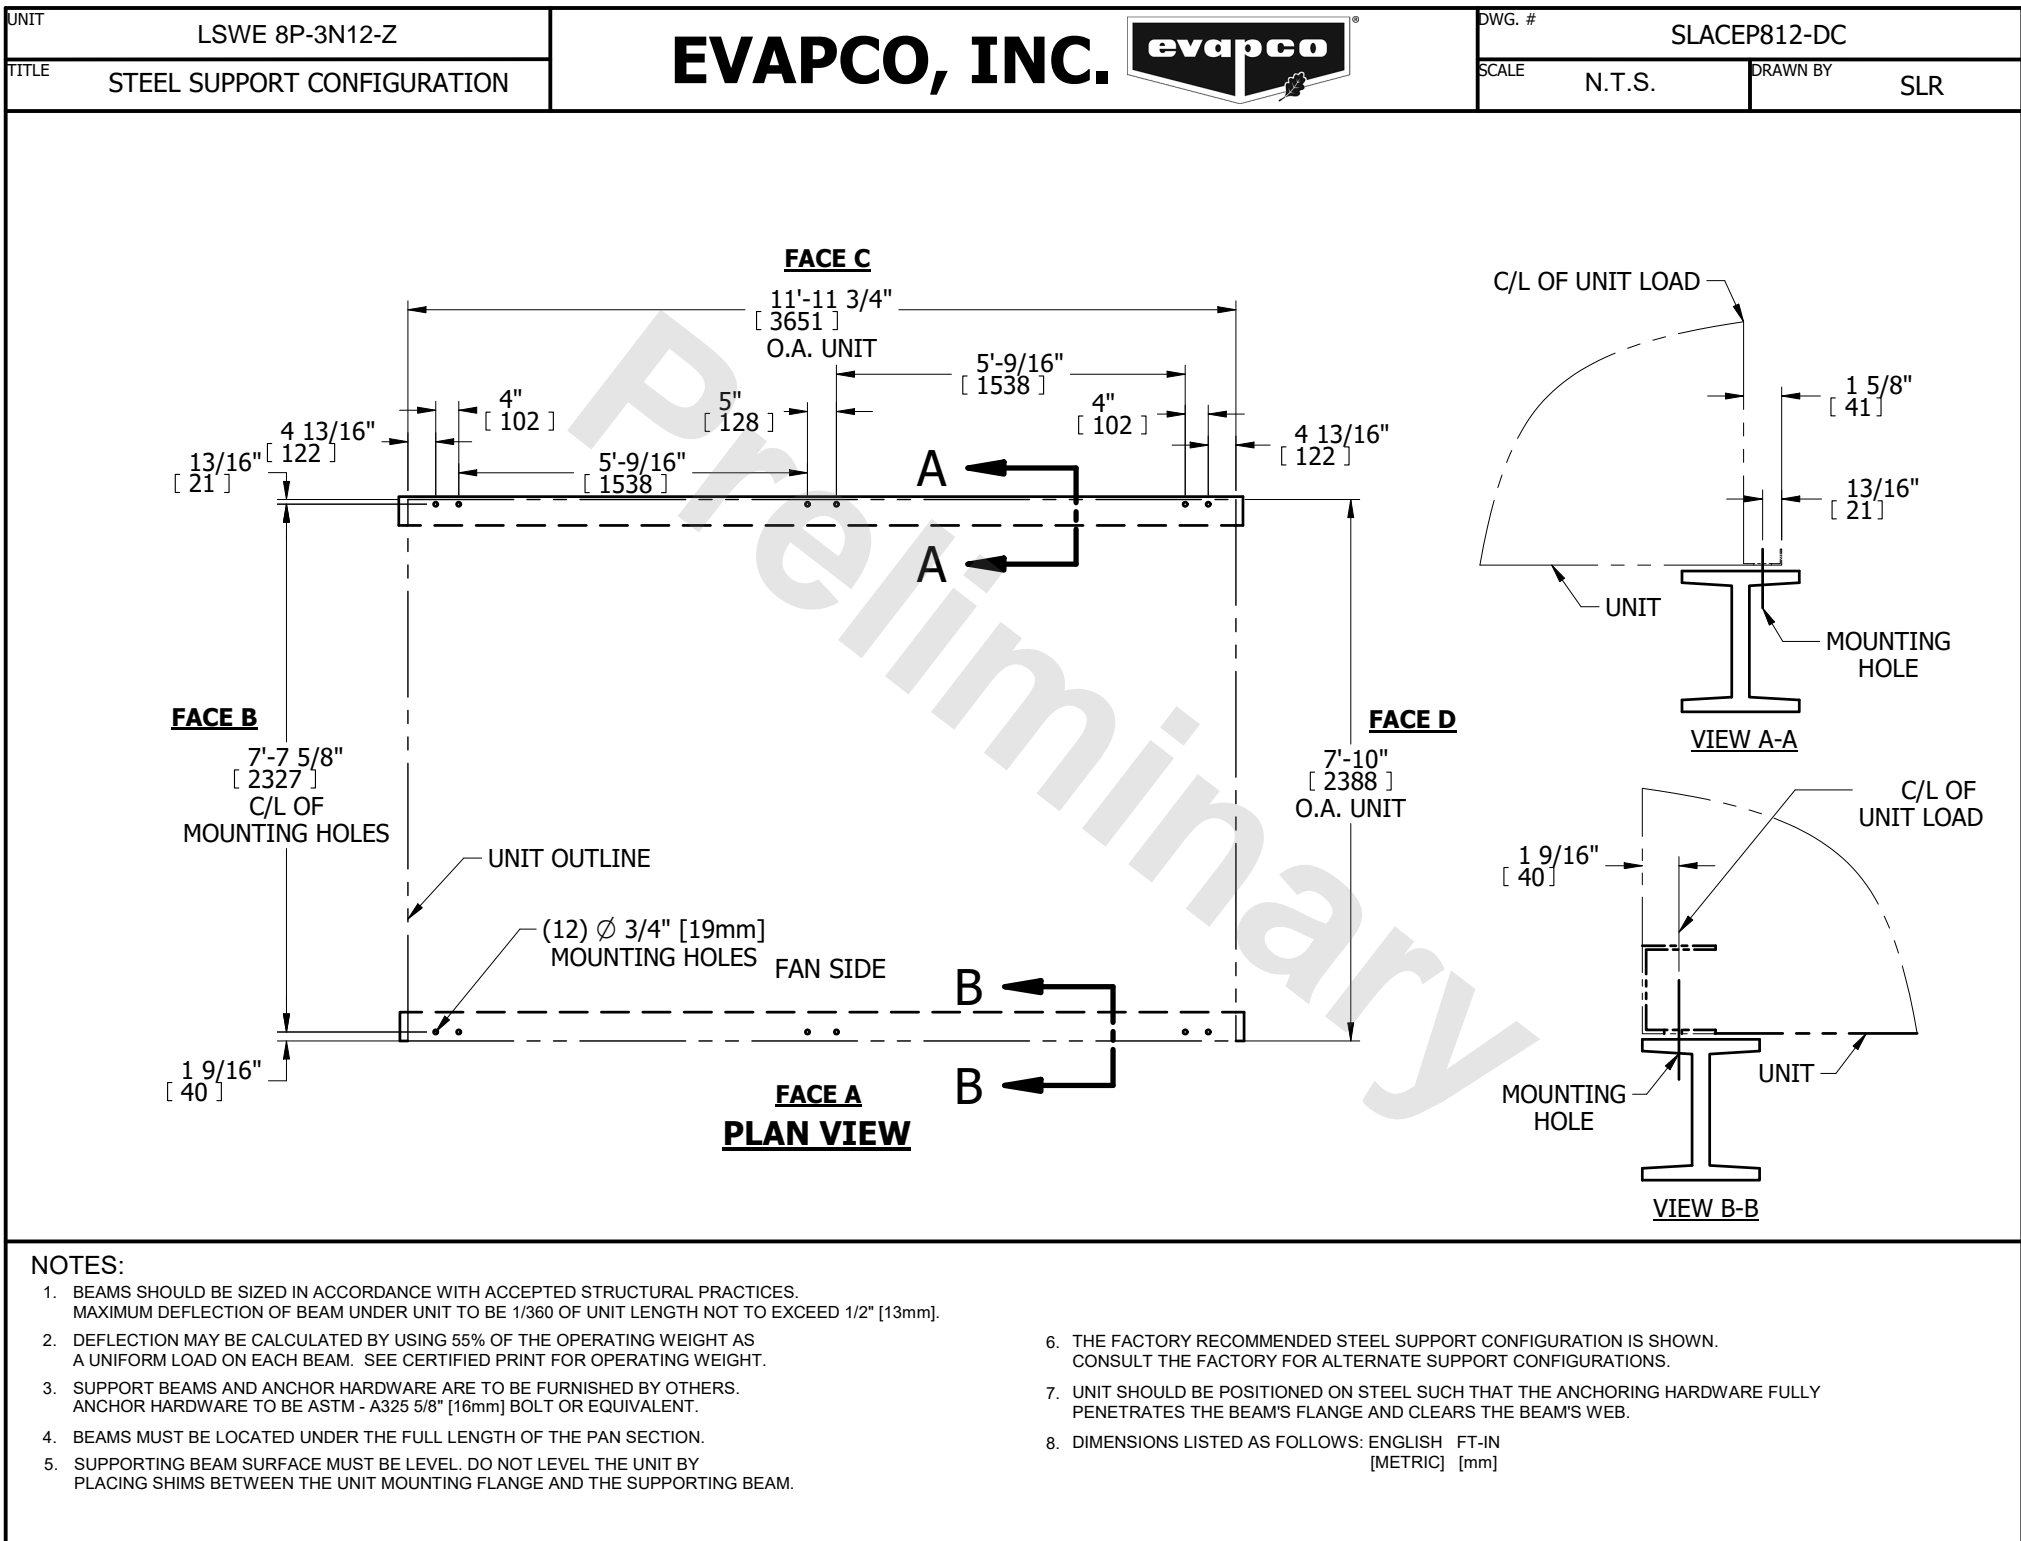 UNIT
LSWE 8P-3N12-Z
TITLE
STEEL SUPPORT CONFIGURATION
EVAPCO, INC.
evapco
®
DWG. #
SLACEP812-DC
SCALE
N.T.S.
DRAWN BY
SLR
FACE C
11'-11 3/4"
[ 3651 ]
O.A. UNIT
5'-9/16"
[ 1538 ]
4"
[ 102 ]
5"
[ 128 ]
4"
[ 102 ]
4 13/16"
[ 122 ]
4 13/16"
[ 122 ]
13/16"
[ 21 ]
5'-9/16"
[ 1538 ]
A
A
FACE B
7'-7 5/8"
[ 2327 ]
C/L OF
MOUNTING HOLES
FACE D
7'-10"
[ 2388 ]
O.A. UNIT
UNIT OUTLINE
(12) Ø 3/4" [19mm]
MOUNTING HOLES
FAN SIDE
B
B
1 9/16"
[ 40 ]
FACE A
PLAN VIEW
Preliminary
C/L OF UNIT LOAD
1 5/8"
[ 41]
13/16"
[ 21]
UNIT
MOUNTING
HOLE
VIEW A-A
C/L OF
UNIT LOAD
1 9/16"
[ 40]
UNIT
MOUNTING
HOLE
VIEW B-B
NOTES:
1. BEAMS SHOULD BE SIZED IN ACCORDANCE WITH ACCEPTED STRUCTURAL PRACTICES.
MAXIMUM DEFLECTION OF BEAM UNDER UNIT TO BE 1/360 OF UNIT LENGTH NOT TO EXCEED 1/2" [13mm].
2. DEFLECTION MAY BE CALCULATED BY USING 55% OF THE OPERATING WEIGHT AS
A UNIFORM LOAD ON EACH BEAM. SEE CERTIFIED PRINT FOR OPERATING WEIGHT.
3. SUPPORT BEAMS AND ANCHOR HARDWARE ARE TO BE FURNISHED BY OTHERS.
ANCHOR HARDWARE TO BE ASTM - A325 5/8" [16mm] BOLT OR EQUIVALENT.
4. BEAMS MUST BE LOCATED UNDER THE FULL LENGTH OF THE PAN SECTION.
5. SUPPORTING BEAM SURFACE MUST BE LEVEL. DO NOT LEVEL THE UNIT BY
PLACING SHIMS BETWEEN THE UNIT MOUNTING FLANGE AND THE SUPPORTING BEAM.
6. THE FACTORY RECOMMENDED STEEL SUPPORT CONFIGURATION IS SHOWN.
CONSULT THE FACTORY FOR ALTERNATE SUPPORT CONFIGURATIONS.
7. UNIT SHOULD BE POSITIONED ON STEEL SUCH THAT THE ANCHORING HARDWARE FULLY
PENETRATES THE BEAM'S FLANGE AND CLEARS THE BEAM'S WEB.
8. DIMENSIONS LISTED AS FOLLOWS: ENGLISH FT-IN
[METRIC] [mm]